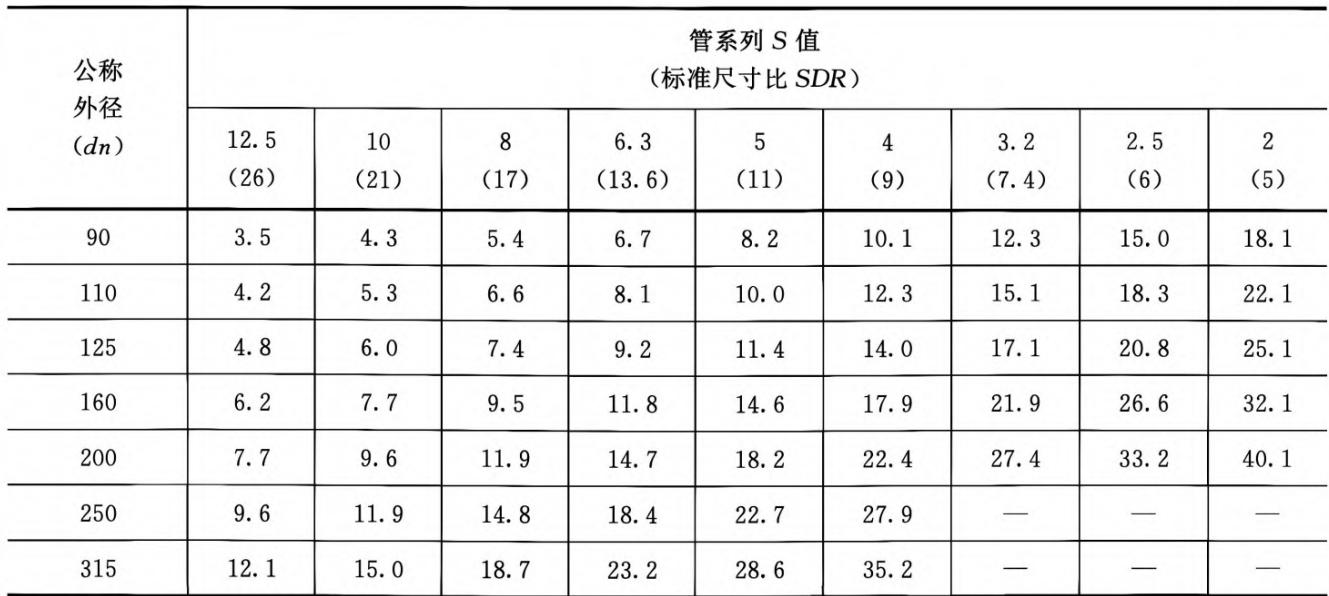 公称
外径
(dn)
管系列 S 值
(标准尺寸比 SDR)
12.5 10 8 6.3 5 4 3.2 2.5 2
(26) (21) (17) (13.6) (11) (9) (7.4) (6) (5)
90 3.5 4.3 5.4 6.7 8.2 10.1 12.3 15.0 18.1
110 4.2 5.3 6.6 8.1 10.0 12.3 15.1 18.3 22.1
125 4.8 6.0 7.4 9.2 11.4 14.0 17.1 20.8 25.1
160 6.2 7.7 9.5 11.8 14.6 17.9 21.9 26.6 32.1
200 7.7 9.6 11.9 14.7 18.2 22.4 27.4 33.2 40.1
250 9.6 11.9 14.8 18.4 22.7 27.9 — — —
315 12.1 15.0 18.7 23.2 28.6 35.2 — — —